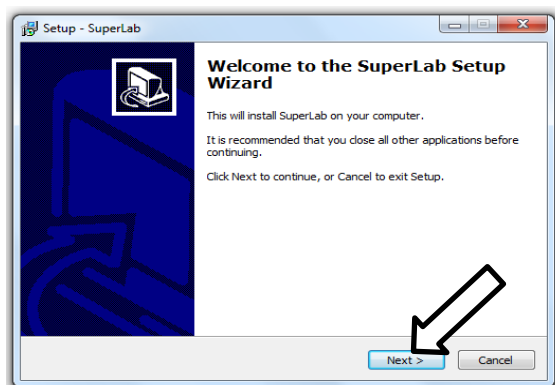 Setup - SuperLab
Welcome to the SuperLab Setup
Wizard
This will install SuperLab on your computer.
It is recommended that you close all other applications before
continuing.
Click Next to continue, or Cancel to exit Setup.
Next >
Cancel